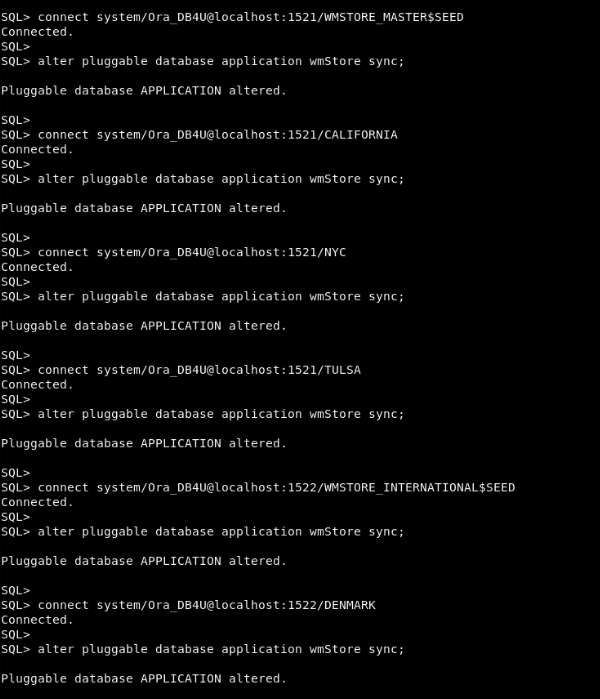 SQL> connect system/Ora_DB4U@localhost:1521/WMSTORE_MASTER$SEED
Connected.
SQL>
SQL> alter pluggable database application wmStore sync;
Pluggable database APPLICATION altered.
SQL>
SQL> connect system/Ora_DB4U@localhost:1521/CALIFORNIA
Connected.
SQL>
SQL> alter pluggable database application wmStore sync;
Pluggable database APPLICATION altered.
SQL>
SQL> connect system/Ora_DB4U@localhost:1521/NYC
Connected.
SQL>
SQL> alter pluggable database application wmStore sync;
Pluggable database APPLICATION altered.
SQL>
SQL> connect system/Ora_DB4U@localhost:1521/TULSA
Connected.
SQL>
SQL> alter pluggable database application wmStore sync;
Pluggable database APPLICATION altered.
SQL>
SQL> connect system/Ora_DB4U@localhost:1522/WMSTORE_INTERNATIONAL$SEED
Connected.
SQL>
SQL> alter pluggable database application wmStore sync;
Pluggable database APPLICATION altered.
SQL>
SQL> connect system/Ora_DB4U@localhost:1522/DENMARK
Connected.
SQL>
SQL> alter pluggable database application wmStore sync;
Pluggable database APPLICATION altered.